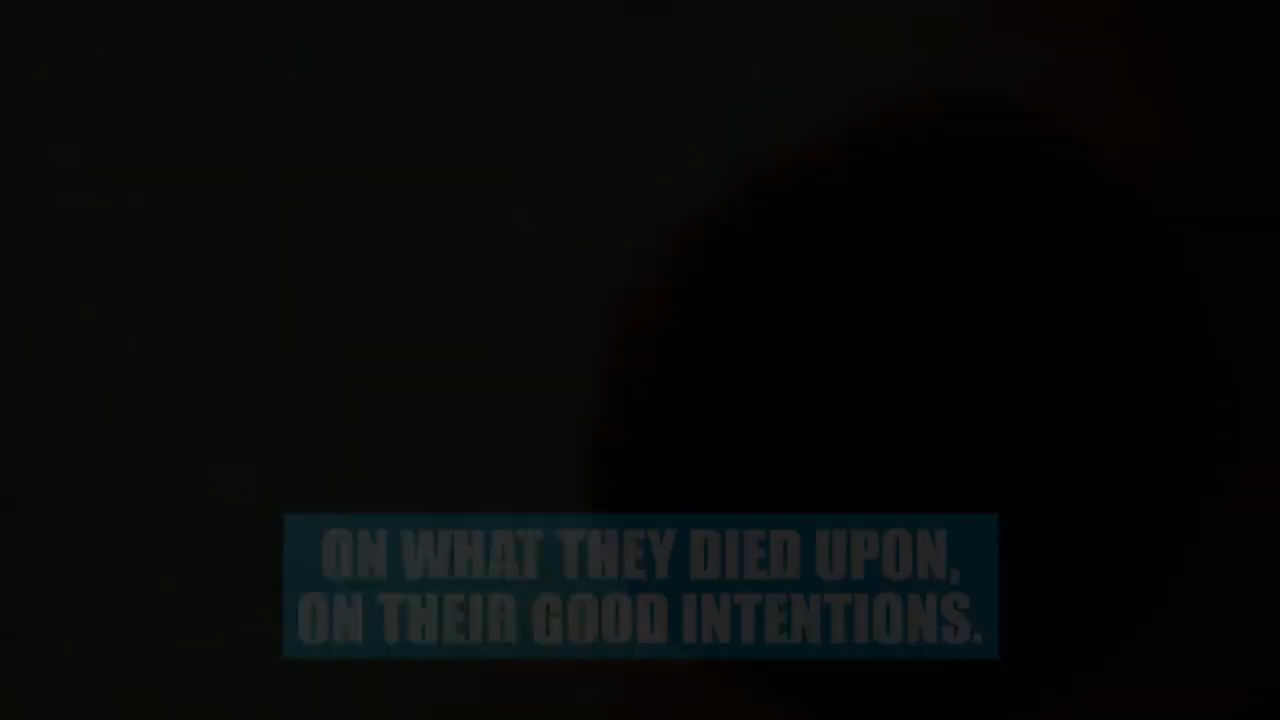 ON WHAT THEY DIED UPON,
ON THEIR GOOD INTENTIONS.